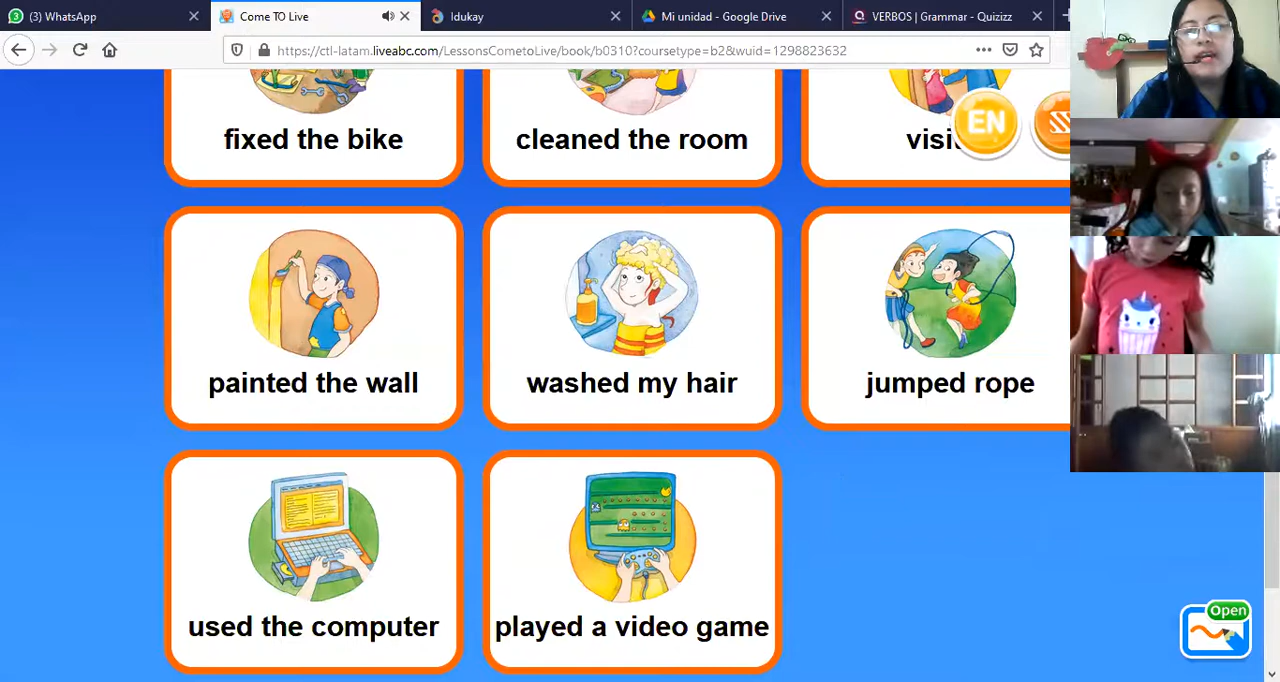 (3) WhatsApp
Come TO Live
Idukay
Mi unidad - Google Drive
VERBOS | Grammar - Quizizz
https://ctl-latam.liveabc.com/LessonsCometoLive/book/b0310?coursetype=b2&wuid=1298823632
fixed the bike
cleaned the room
EN
painted the wall
washed my hair
jumped rope
used the computer
played a video game
Open